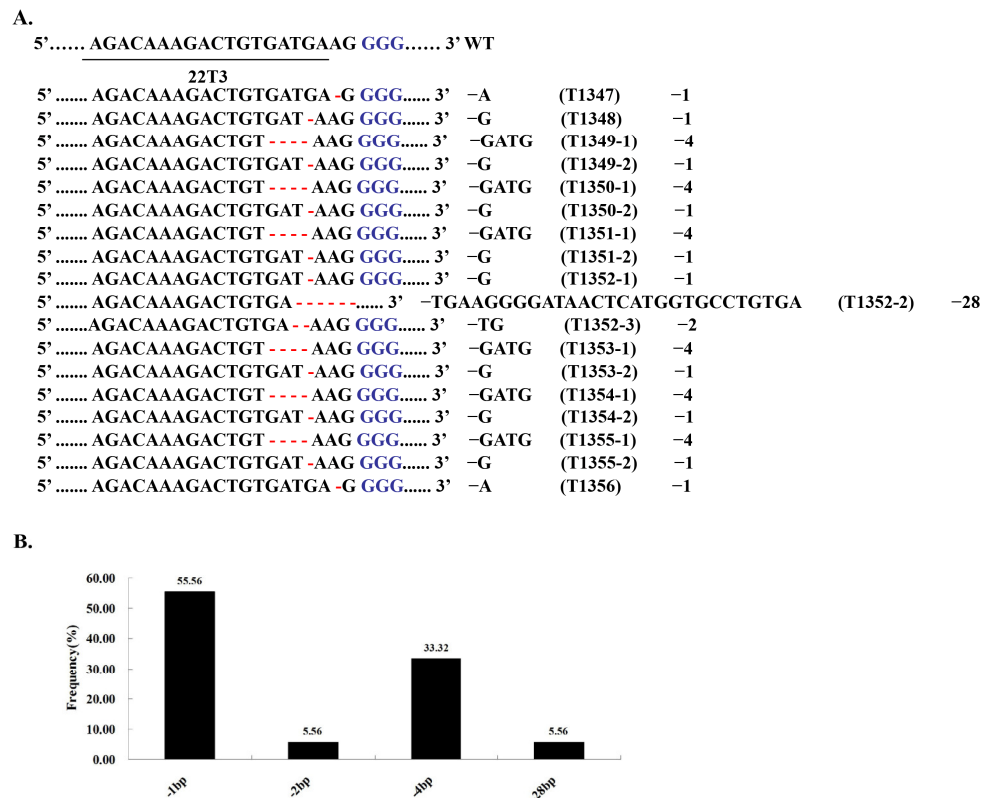 A.
5’...... AGACAAAGACTGTGATGAAG GGG...... 3’ WT
22T3
5’ ....... AGACAAAGACTGTGATGA -G GGG...... 3’ −A (T1347) −1
5’ ....... AGACAAAGACTGTGAT -AAG GGG...... 3’ −G (T1348) −1
5’ ....... AGACAAAGACTGT - - - - AAG GGG...... 3’ −GATG (T1349-1) −4
5’ ....... AGACAAAGACTGTGAT -AAG GGG...... 3’ −G (T1349-2) −1
5’ ....... AGACAAAGACTGT - - - - AAG GGG...... 3’ −GATG (T1350-1) −4
5’ ....... AGACAAAGACTGTGAT -AAG GGG...... 3’ −G (T1350-2) −1
5’ ....... AGACAAAGACTGT - - - - AAG GGG...... 3’ −GATG (T1351-1) −4
5’ ....... AGACAAAGACTGTGAT -AAG GGG...... 3’ −G (T1351-2) −1
5’ ....... AGACAAAGACTGTGAT -AAG GGG...... 3’ −G (T1352-1) −1
5’ ....... AGACAAAGACTGTGA - - - - - - ...... 3’ −TGAAGGGGATAACTCATGGTGCCTGTGA (T1352-2) −28
5’ .......AGACAAAGACTGTGA - -AAG GGG...... 3’ −TG (T1352-3) −2
5’ ....... AGACAAAGACTGT - - - - AAG GGG...... 3’ −GATG (T1353-1) −4
5’ ....... AGACAAAGACTGTGAT -AAG GGG...... 3’ −G (T1353-2) −1
5’ ....... AGACAAAGACTGT - - - - AAG GGG...... 3’ −GATG (T1354-1) −4
5’ ....... AGACAAAGACTGTGAT -AAG GGG...... 3’ −G (T1354-2) −1
5’ ....... AGACAAAGACTGT - - - - AAG GGG...... 3’ −GATG (T1355-1) −4
5’ ....... AGACAAAGACTGTGAT -AAG GGG...... 3’ −G (T1355-2) −1
5’ ....... AGACAAAGACTGTGATGA -G GGG...... 3’ −A (T1356) −1
B.
Frequency(%)
60.00
50.00
40.00
30.00
20.00
10.00
0.00
55.56
5.56
33.32
5.56
-1bp
-2bp
-4bp
28bp